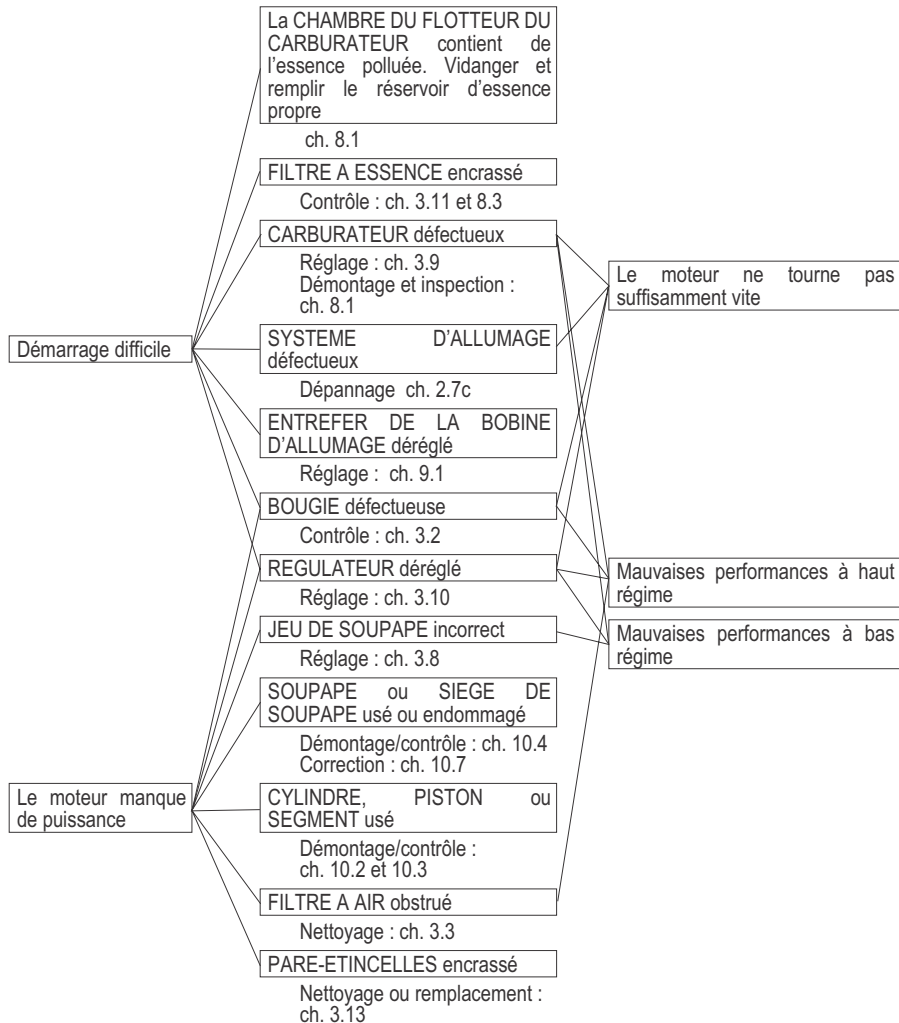 La CHAMBRE DU FLOTTEUR DU
CARBURATEUR contient de
l'essence polluée. Vidanger et
remplir le réservoir d'essence
propre
ch. 8.1
FILTRE A ESSENCE encrassé
Contrôle : ch. 3.11 et 8.3
CARBURATEUR défectueux
Réglage : ch. 3.9
Démontage et inspection :
ch. 8.1
SYSTEME D'ALLUMAGE
défectueux
Dépannage ch. 2.7c
ENTREFER DE LA BOBINE
D'ALLUMAGE déréglé
Réglage : ch. 9.1
BOUGIE défectueuse
Contrôle : ch. 3.2
REGULATEUR déréglé
Réglage : ch. 3.10
JEU DE SOUPAPE incorrect
Réglage : ch. 3.8
SOUPAPE ou SIEGE DE
SOUPAPE usé ou endommagé
Démontage/contrôle : ch. 10.4
Correction : ch. 10.7
CYLINDRE, PISTON ou
SEGMENT usé
Démontage/contrôle :
ch. 10.2 et 10.3
FILTRE A AIR obstrué
Nettoyage : ch. 3.3
PARE-ETINCELLES encrassé
Nettoyage ou remplacement :
ch. 3.13
Démarrage difficile
Le moteur manque
de puissance
Le moteur ne tourne pas
suffisamment vite
Mauvaises performances à haut
régime
Mauvaises performances à bas
régime